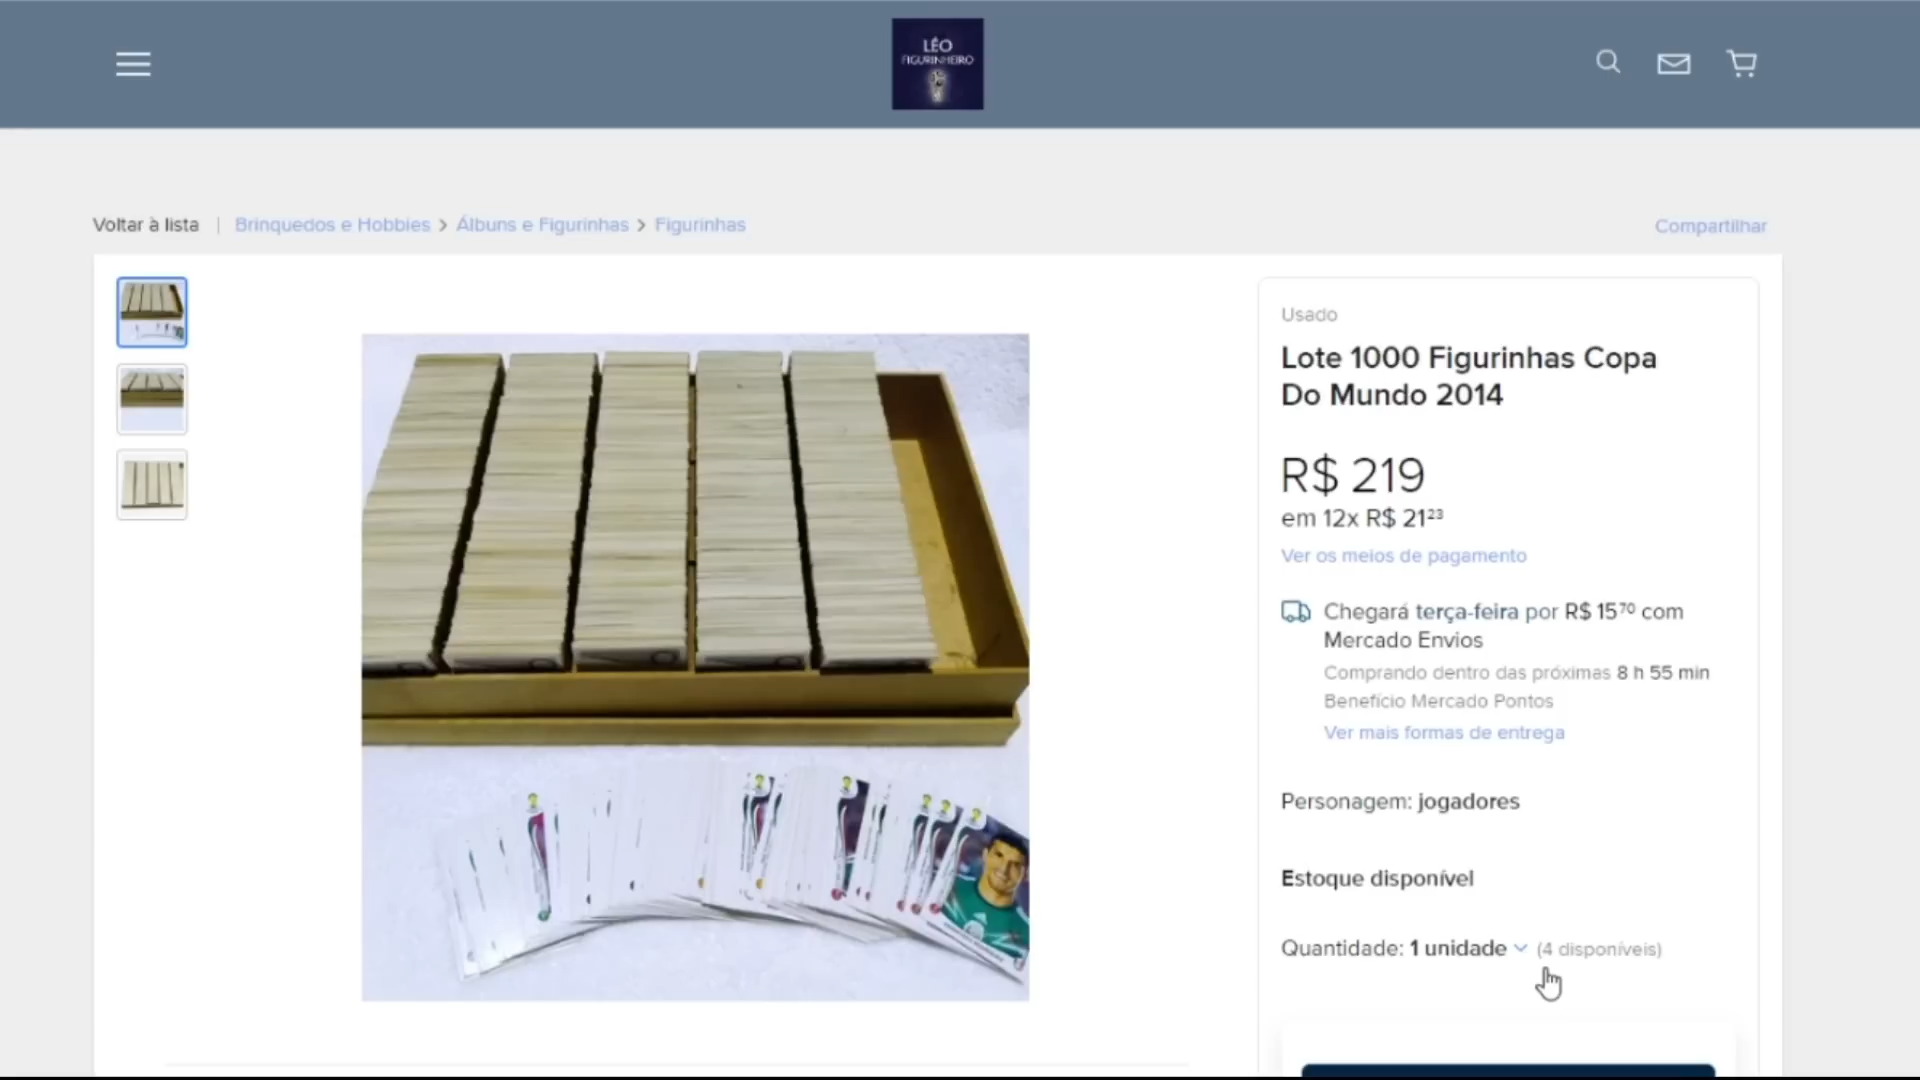 LÉO
FIGURINHEIRO
Voltar à lista | Brinquedos e Hobbies > Álbuns e Figurinhas > Figurinhas
Compartilhar
Usado
Lote 1000 Figurinhas Copa
Do Mundo 2014
R$ 219
em 12x R$ 21²³
Ver os meios de pagamento
Chegará terça-feira por R$ 15⁷⁰ com
Mercado Envios
Comprando dentro das próximas 8 h 55 min
Benefício Mercado Pontos
Ver mais formas de entrega
Personagem: jogadores
Estoque disponível
Quantidade: 1 unidade (4 disponíveis)